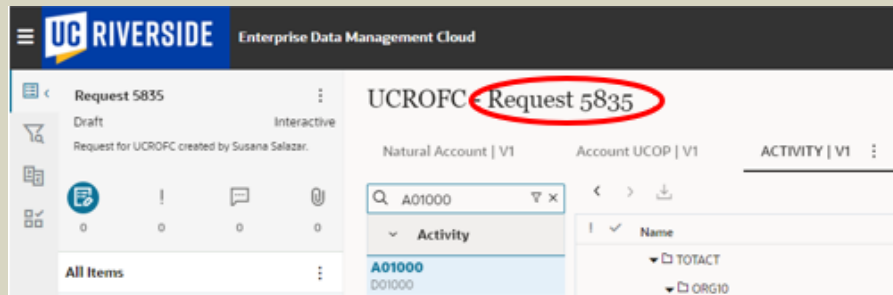 UC RIVERSIDE Enterprise Data Management Cloud
Request 5835
Draft Interactive
Request for UCROFC created by Susana Salazar.
0 0 0 0
All Items
UCROFC - Request 5835
Natural Account | V1 Account UCOP | V1 ACTIVITY | V1
A01000
Activity
A01000
D01000
! Name
TOTACT
ORG10